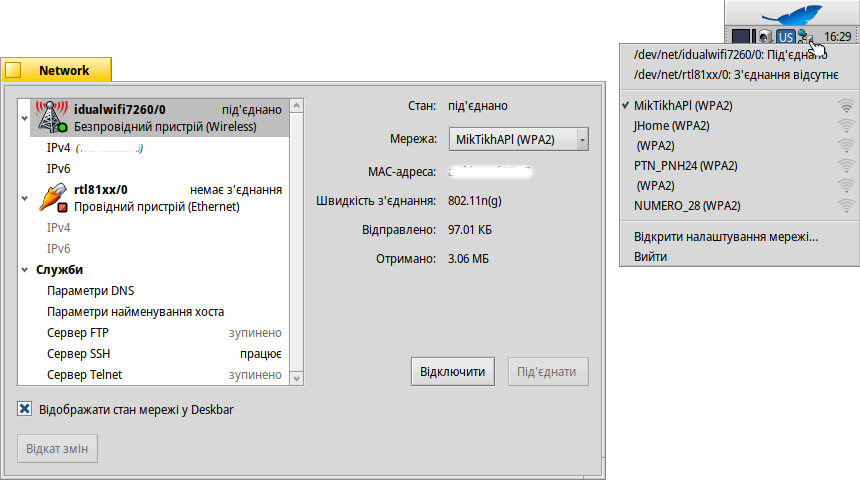 US 16:29
Network
idualwifi7260/0 під'єднано
Безпровідний пристрій (Wireless)
IPv4
IPv6
rtl81xx/0 немає з'єднання
Провідний пристрій (Ethernet)
IPv4
IPv6
Служби
Параметри DNS
Параметри найменування хоста
Сервер FTP зупинено
Сервер SSH працює
Сервер Telnet зупинено
Стан: під'єднано
Мережа: MikTikhAPl (WPA2)
MAC-адреса:
Швидкість з'єднання: 802.11n(g)
Відправлено: 97.01 КБ
Отримано: 3.06 МБ
Відключити Під'єднати
Відображати стан мережі у Deskbar
Відкат змін
/dev/net/idualwifi7260/0: Під'єднано
/dev/net/rtl81xx/0: З'єднання відсутнє
MikTikhAPl (WPA2)
JHome (WPA2)
(WPA2)
PTN_PNH24 (WPA2)
(WPA2)
NUMERO_28 (WPA2)
Відкрити налаштування мережі...
Вийти